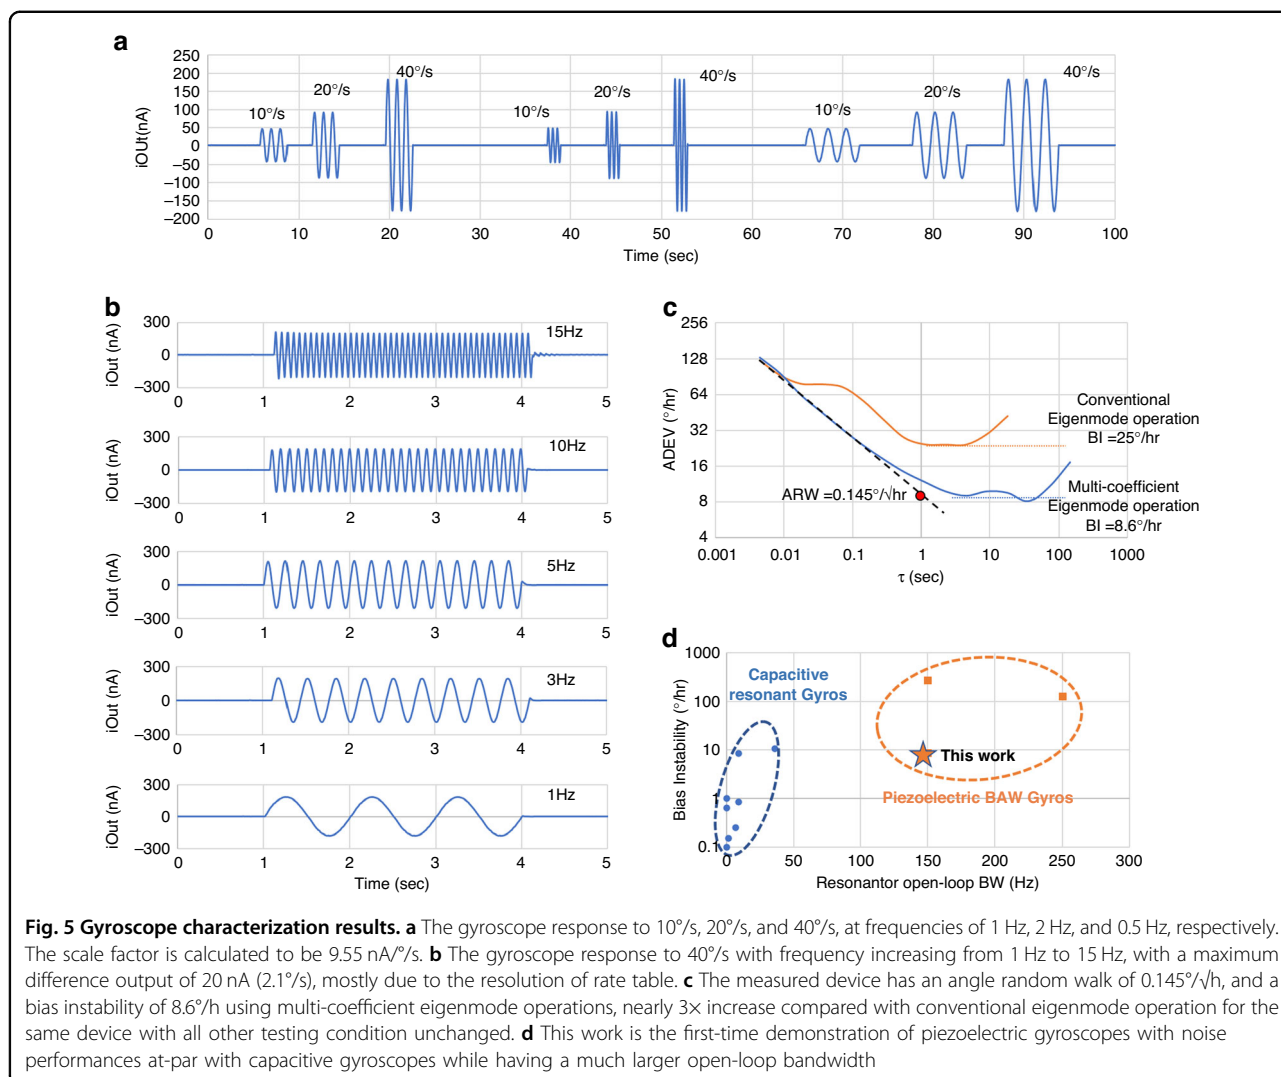 a
250
200
150
100
50
0
−50
−100
−150
−200
iOUt(nA)
10°/s
20°/s
40°/s
10°/s
20°/s
40°/s
10°/s
20°/s
40°/s
0 10 20 30 40 50 60 70 80 90 100
Time (sec)
b
300
0
−300
iOut (nA)
15Hz
0 1 2 3 4 5
300
0
−300
iOut (nA)
10Hz
0 1 2 3 4 5
300
0
−300
iOut (nA)
5Hz
0 1 2 3 4 5
300
0
−300
iOut (nA)
3Hz
0 1 2 3 4 5
300
0
−300
iOut (nA)
1Hz
0 1 2 3 4 5
Time (sec)
c
256
128
64
32
16
8
4
ADEV (°/hr)
Conventional
Eigenmode operation
BI =25°/hr
ARW =0.145°/√hr
Multi-coefficient
Eigenmode operation
BI =8.6°/hr
0.001 0.01 0.1 1 10 100 1000
τ (sec)
d
1000
100
10
1
0.1
Bias Instability (°/hr)
Capacitive
resonant Gyros
This work
Piezoelectric BAW Gyros
0 50 100 150 200 250 300
Resonantor open-loop BW (Hz)
Fig. 5 Gyroscope characterization results. a The gyroscope response to 10°/s, 20°/s, and 40°/s, at frequencies of 1 Hz, 2 Hz, and 0.5 Hz, respectively.
The scale factor is calculated to be 9.55 nA/°/s. b The gyroscope response to 40°/s with frequency increasing from 1 Hz to 15 Hz, with a maximum
difference output of 20 nA (2.1°/s), mostly due to the resolution of rate table. c The measured device has an angle random walk of 0.145°/√h, and a
bias instability of 8.6°/h using multi-coefficient eigenmode operations, nearly 3× increase compared with conventional eigenmode operation for the
same device with all other testing condition unchanged. d This work is the first-time demonstration of piezoelectric gyroscopes with noise
performances at-par with capacitive gyroscopes while having a much larger open-loop bandwidth